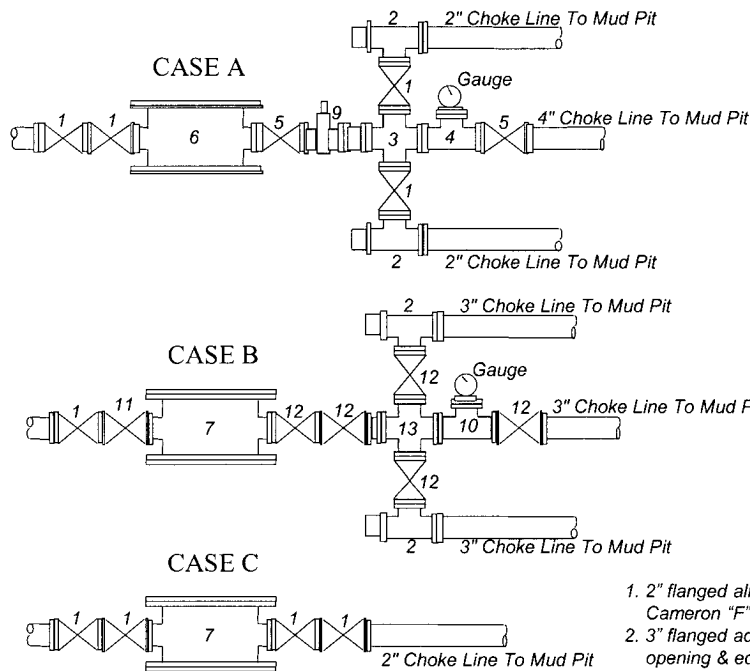 CASE A
2
2" Choke Line To Mud Pit
1
Gauge
1 1 6 5 9 3 4 5
4" Choke Line To Mud Pit
1
2
2" Choke Line To Mud Pit
CASE B
2
3" Choke Line To Mud Pit
12
Gauge
1 11 7 12 12 13 10 12
3" Choke Line To Mud
12
2
3" Choke Line To Mud Pit
CASE C
1 1 7 1 1
2" Choke Line To Mud Pit
1. 2" flanged
Cameron "F"
2. 3" flanged
opening &